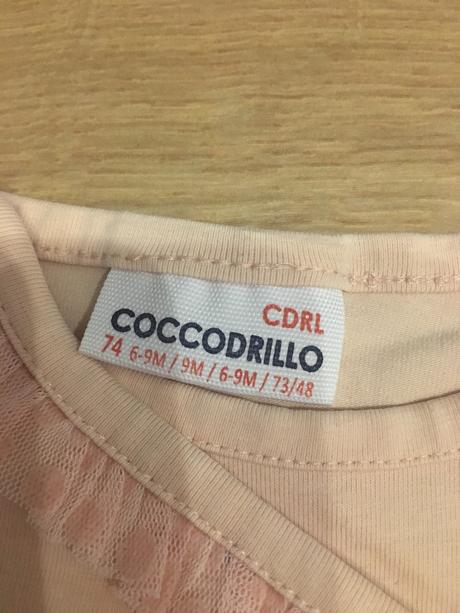 CDRL
COCCODRILLO
74 6-9M / 9M / 6-9M / 73/48